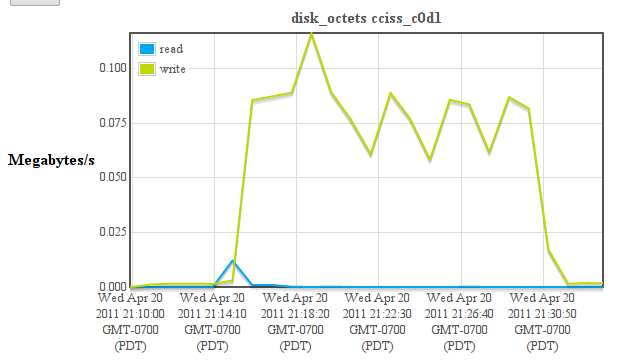 disk_octets cciss_c0d1
read
write
0.100
0.075
Megabytes/s
0.050
0.025
0.000
Wed Apr 20
2011 21:10:00
GMT-0700
(PDT)
Wed Apr 20
2011 21:14:10
GMT-0700
(PDT)
Wed Apr 20
2011 21:18:20
GMT-0700
(PDT)
Wed Apr 20
2011 21:22:30
GMT-0700
(PDT)
Wed Apr 20
2011 21:26:40
GMT-0700
(PDT)
Wed Apr 20
2011 21:30:50
GMT-0700
(PDT)